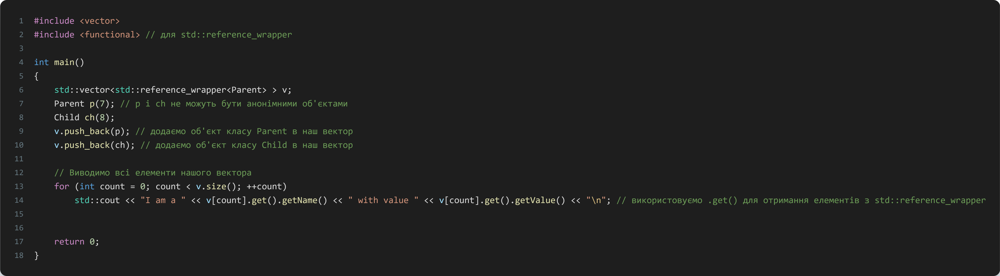 1 #include <vector>
2 #include <functional> // для std::reference_wrapper
3
4 int main()
5 {
6     std::vector<std::reference_wrapper<Parent> > v;
7     Parent p(7); // p і ch не можуть бути анонімними об'єктами
8     Child ch(8);
9     v.push_back(p); // додаємо об'єкт класу Parent в наш вектор
10     v.push_back(ch); // додаємо об'єкт класу Child в наш вектор
11
12     // Виводимо всі елементи нашого вектора
13     for (int count = 0; count < v.size(); ++count)
14         std::cout << "I am a " << v[count].get().getName() << " with value " << v[count].get().getValue() << "\n"; // використовуємо .get() для отримання елементів з std::reference_wrapper
15
16
17     return 0;
18 }